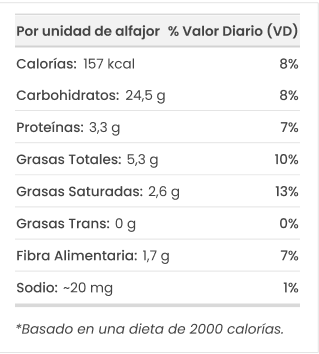 Por unidad de alfajor % Valor Diario (VD)
Calorías: 157 kcal 8%
Carbohidratos: 24,5 g 8%
Proteínas: 3,3 g 7%
Grasas Totales: 5,3 g 10%
Grasas Saturadas: 2,6 g 13%
Grasas Trans: 0 g 0%
Fibra Alimentaria: 1,7 g 7%
Sodio: ~20 mg 1%
*Basado en una dieta de 2000 calorías.